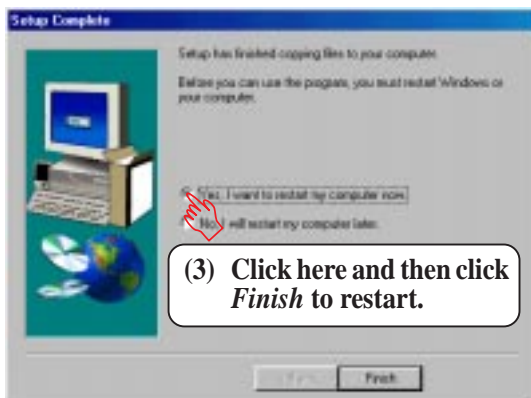 Setup Complete
Setup has finished copying files to your computer.
Before you can use the program, you must restart Windows or
your computer.
Yes, I want to restart my computer now.
No, I will restart my computer later.
(3) Click here and then click
Finish to restart.
Finish